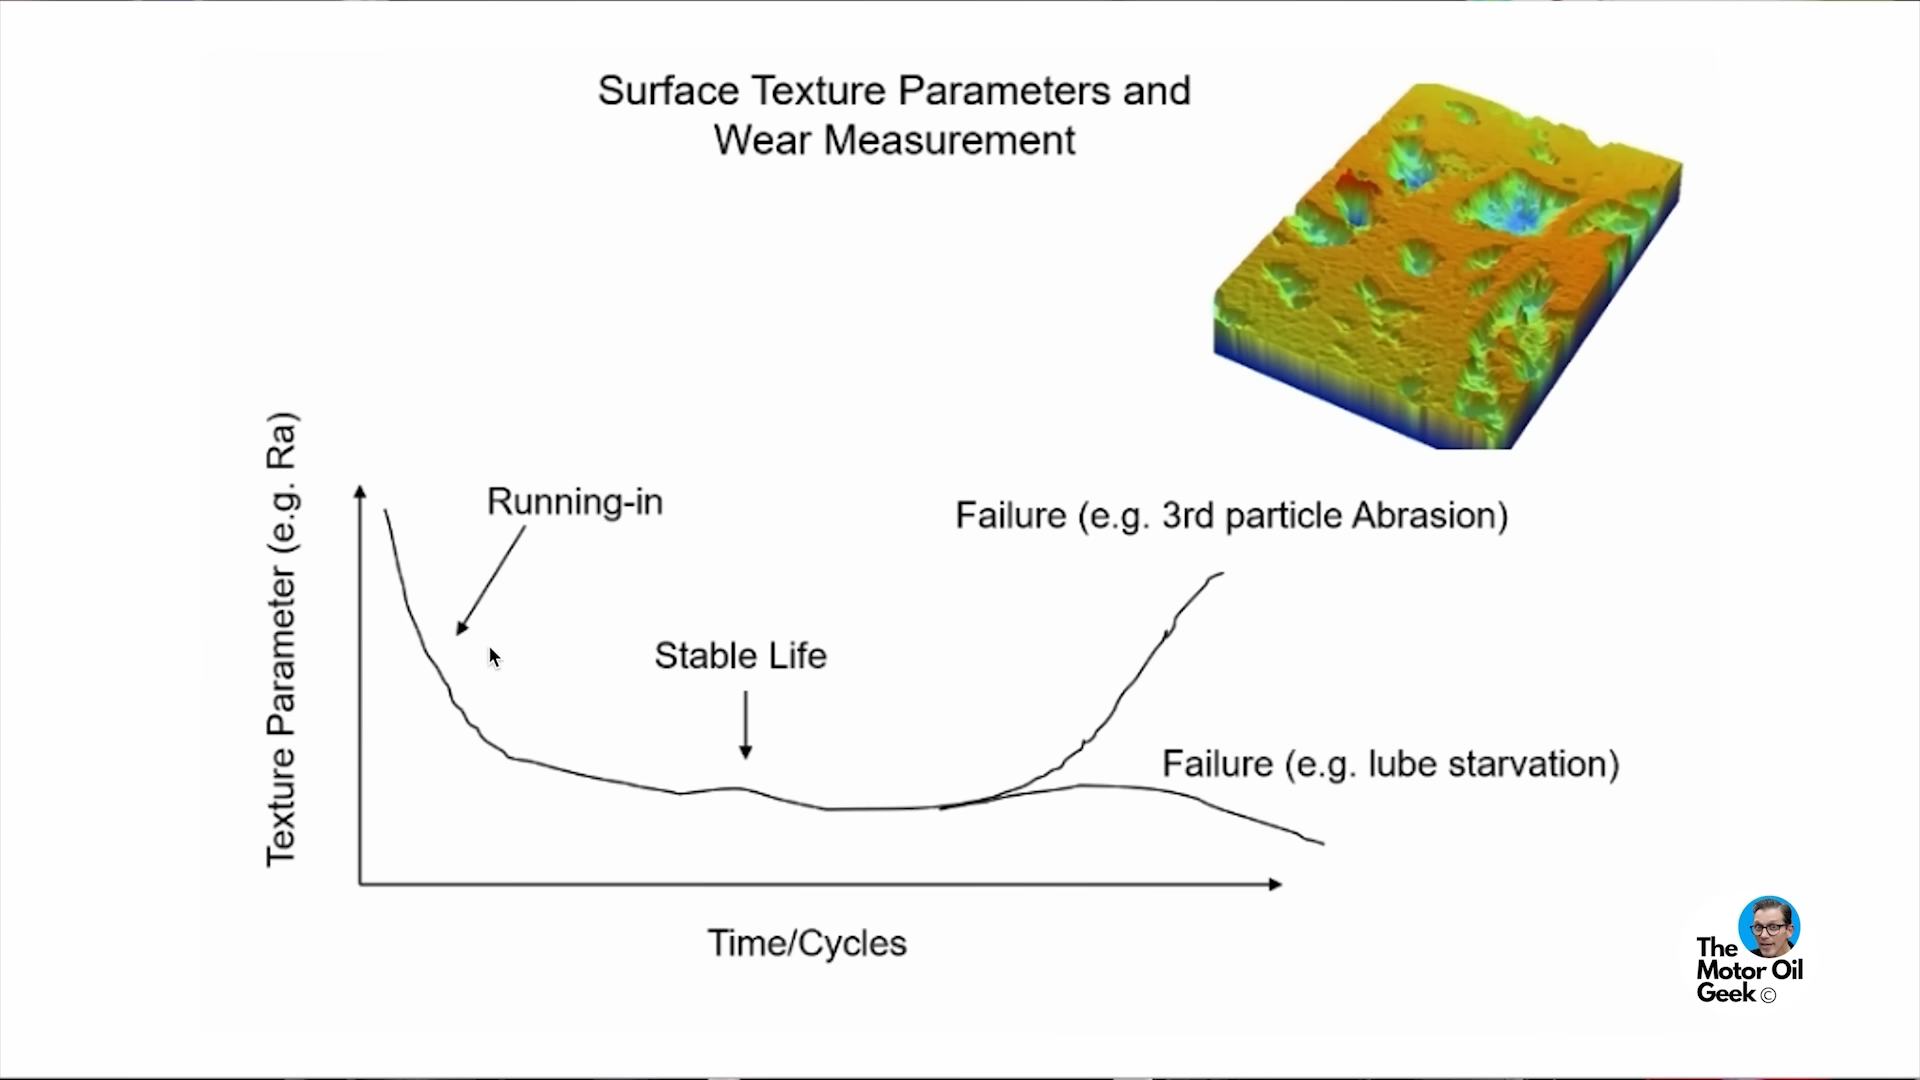 Surface Texture Parameters and
Wear Measurement
Texture Parameter (e.g. Ra)
Running-in
Failure (e.g. 3rd particle Abrasion)
Stable Life
Failure (e.g. lube starvation)
Time/Cycles
The
Motor Oil
Geek ©